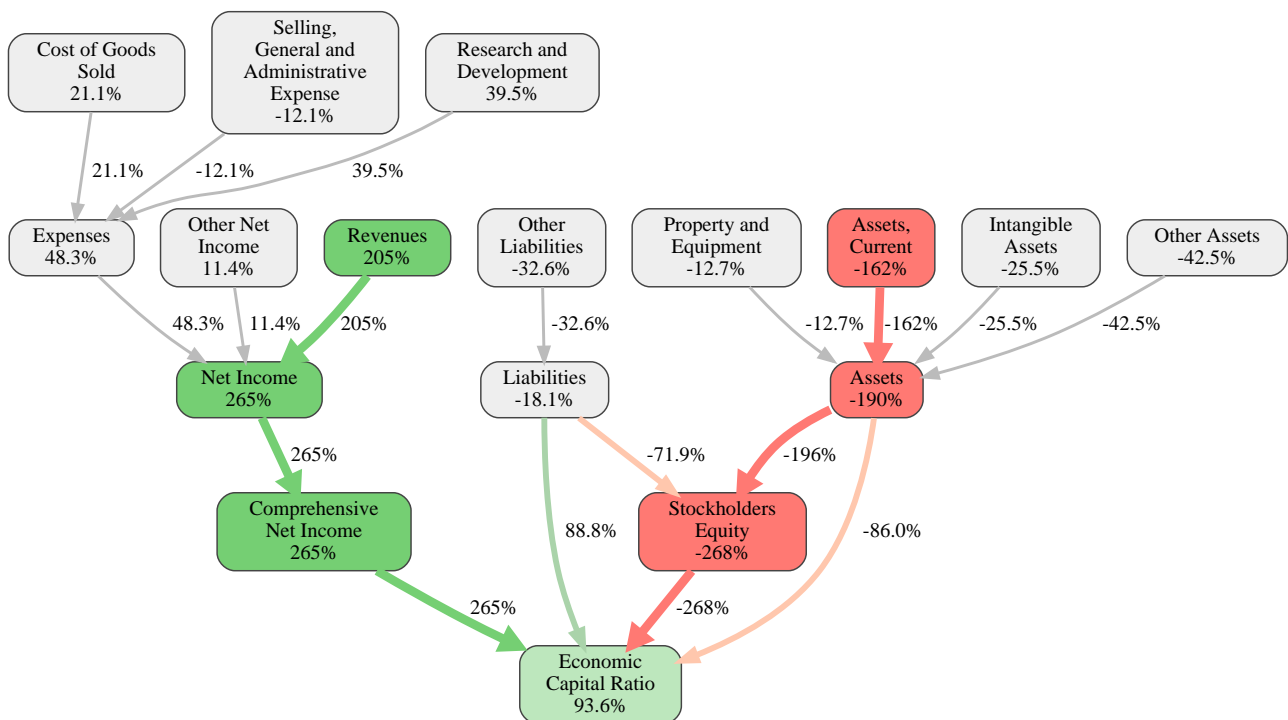 Cost of Goods
Sold
21.1%
Selling,
General and
Administrative
Expense
-12.1%
Research and
Development
39.5%
21.1%
-12.1%
39.5%
Expenses
48.3%
Other Net
Income
11.4%
Revenues
205%
Other
Liabilities
-32.6%
Property and
Equipment
-12.7%
Assets,
Current
-162%
Intangible
Assets
-25.5%
Other Assets
-42.5%
48.3%
11.4%
205%
-32.6%
-12.7%
-162%
-25.5%
-42.5%
Net Income
265%
Liabilities
-18.1%
Assets
-190%
265%
-71.9%
-196%
Comprehensive
Net Income
265%
88.8%
Stockholders
Equity
-268%
-86.0%
265%
-268%
Economic
Capital Ratio
93.6%